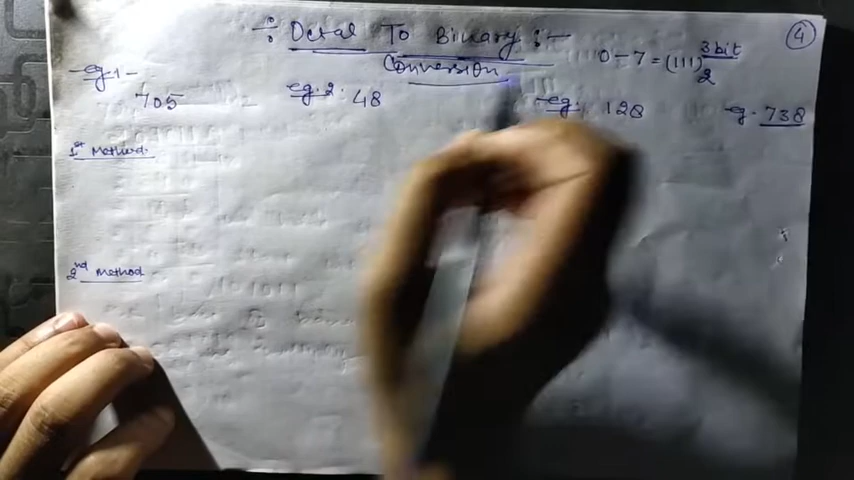 ÷ Octal To Binary :-
Conversion
0-7 = (111)2
3 bit
4
eg 1 -
705
eg. 2. 48
eg. 128
eg. 738
1st Method
2nd Method